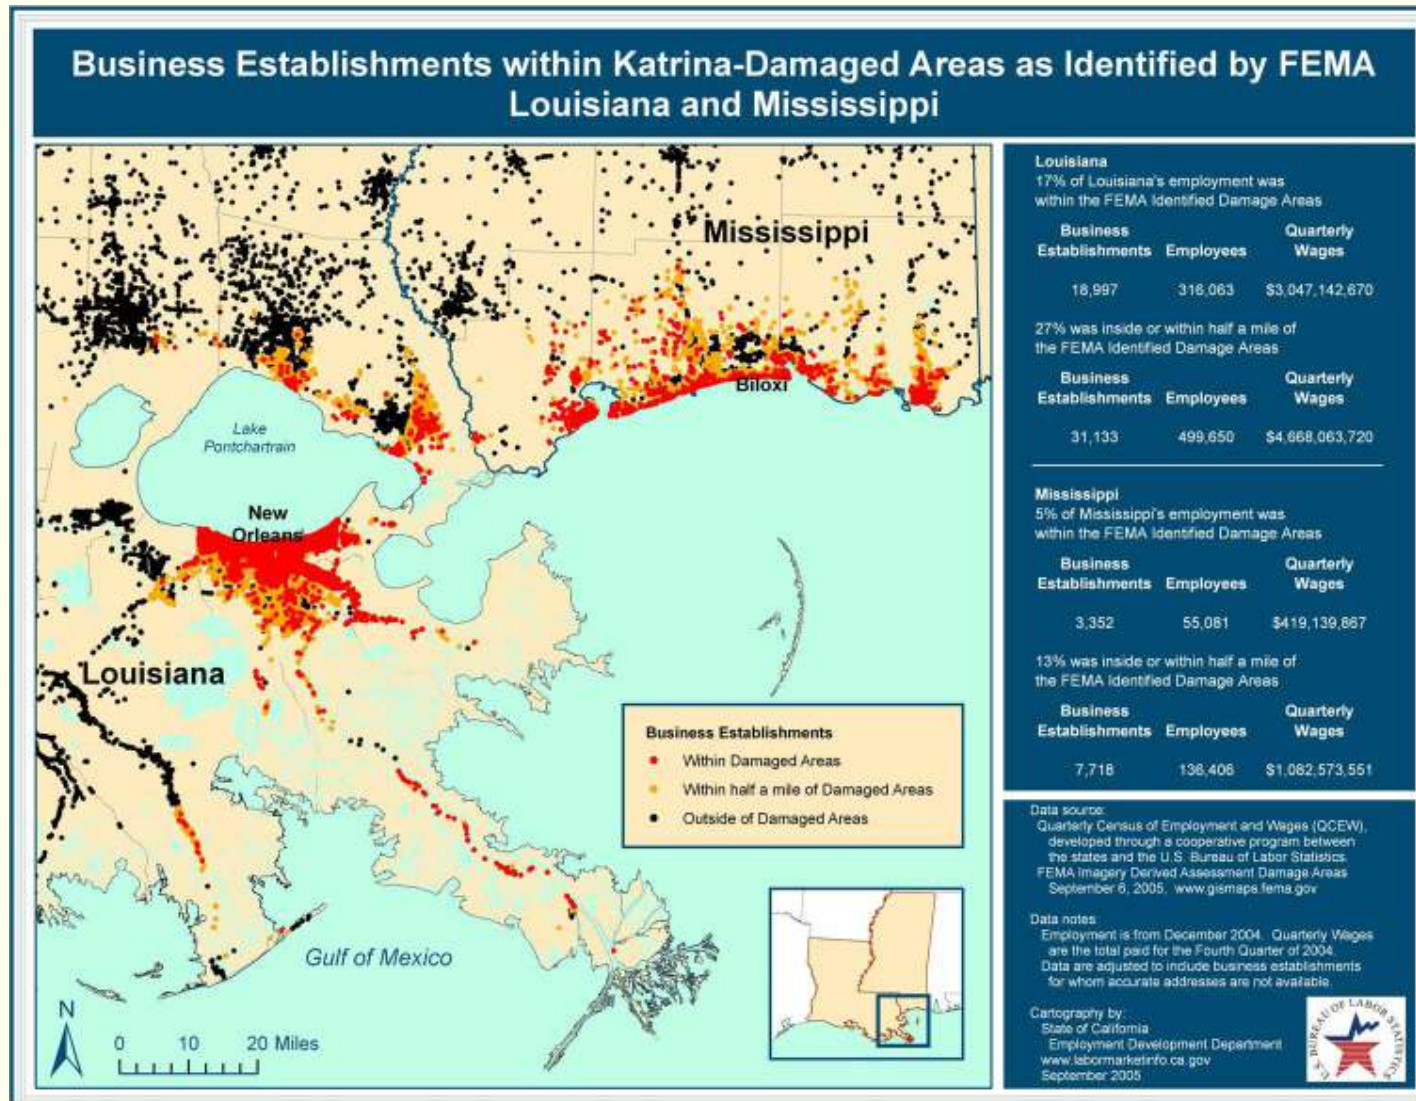 Business Establishments within Katrina-Damaged Areas as Identified by FEMA
Louisiana and Mississippi
Mississippi
Biloxi
Lake
Pontchartrain
New
Orleans
Louisiana
Business Establishments
Within Damaged Areas
Within half a mile of Damaged Areas
Outside of Damaged Areas
Gulf of Mexico
N
0 10 20 Miles
Louisiana
17% of Louisiana's employment was
within the FEMA Identified Damage Areas
Business
Establishments Employees Quarterly
Wages
18,997 316,063 $3,047,142,670
27% was inside or within half a mile of
the FEMA Identified Damage Areas
Business
Establishments Employees Quarterly
Wages
31,133 499,650 $4,668,063,720
Mississippi
5% of Mississippi's employment was
within the FEMA Identified Damage Areas
Business
Establishments Employees Quarterly
Wages
3,352 55,081 $419,139,867
13% was inside or within half a mile of
the FEMA Identified Damage Areas
Business
Establishments Employees Quarterly
Wages
7,718 136,406 $1,082,573,551
Data source:
Quarterly Census of Employment and Wages (QCEW),
developed through a cooperative program between
the states and the U.S. Bureau of Labor Statistics.
FEMA Imagery Derived Assessment Damage Areas
September 6, 2005. www.gismaps.fema.gov
Data notes:
Employment is from December 2004. Quarterly Wages
are the total paid for the Fourth Quarter of 2004.
Data are adjusted to include business establishments
for whom accurate addresses are not available.
Cartography by:
State of California
Employment Development Department
www.labormarketinfo.ca.gov
September 2005
U.S. BUREAU OF LABOR STATISTICS